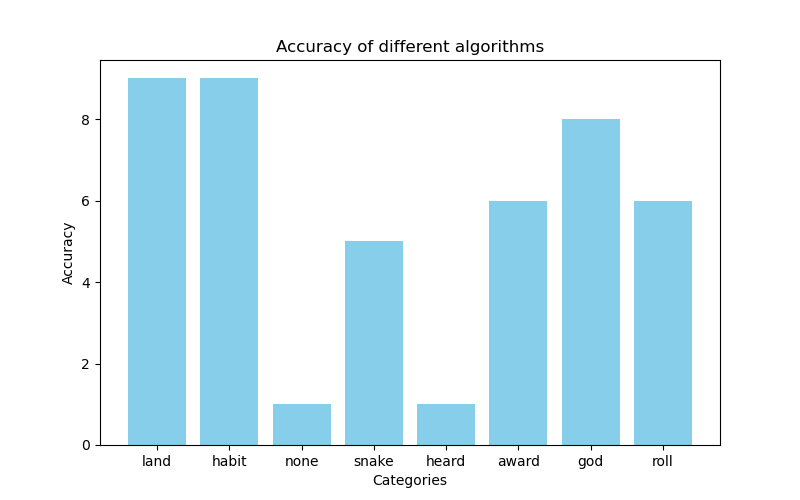 Accuracy of different algorithms
Accuracy
8
6
4
2
0
land habit none snake heard award god roll
Categories